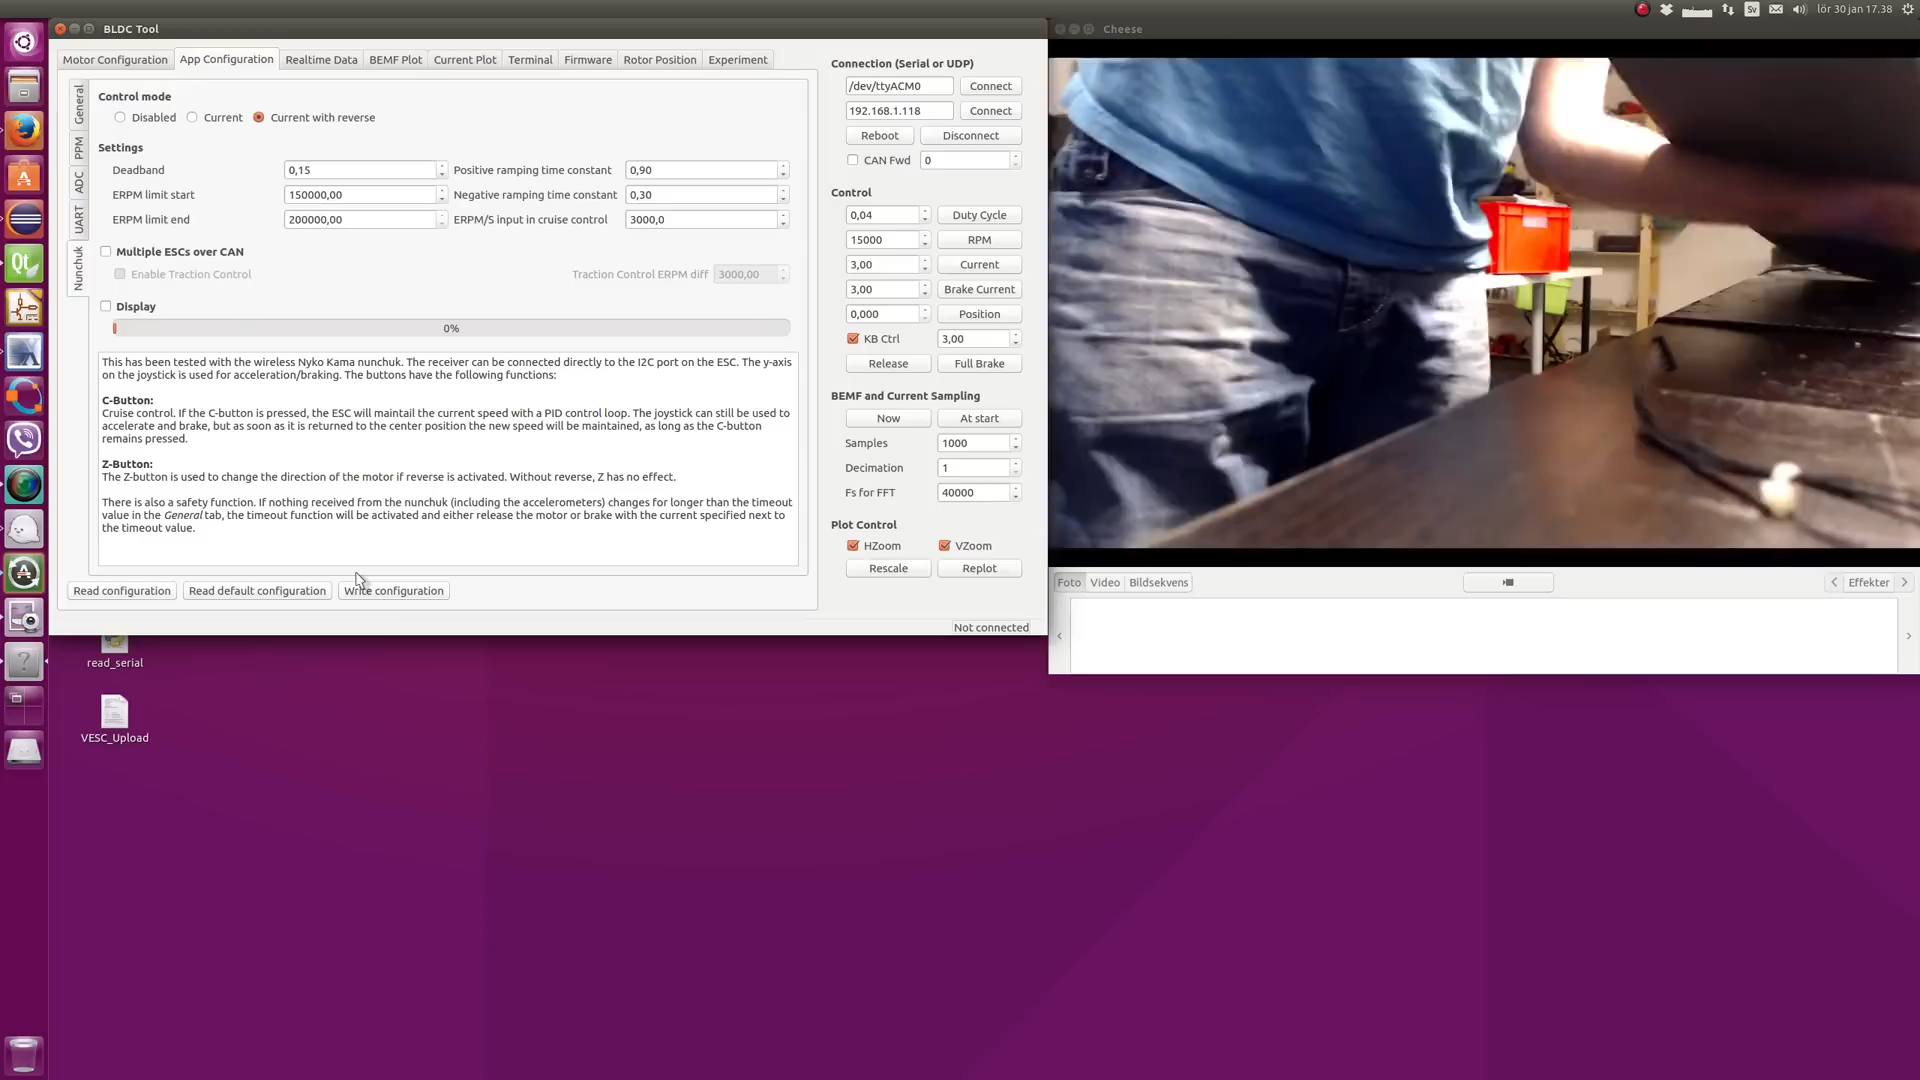 BLDC Tool
Cheese
Sv
lör 30 jan 17.38
Motor Configuration
App Configuration
Realtime Data
BEMF Plot
Current Plot
Terminal
Firmware
Rotor Position
Experiment
General
PPM
ADC
UART
Nunchuk
Control mode
Disabled
Current
Current with reverse
Settings
Deadband
0,15
Positive ramping time constant
0,90
ERPM limit start
150000,00
Negative ramping time constant
0,30
ERPM limit end
200000,00
ERPM/S input in cruise control
3000,0
Multiple ESCs over CAN
Enable Traction Control
Traction Control ERPM diff
3000,00
Display
0%
This has been tested with the wireless Nyko Kama nunchuk. The receiver can be connected directly to the I2C port on the ESC. The y-axis
on the joystick is used for acceleration/braking. The buttons have the following functions:
C-Button:
Cruise control. If the C-button is pressed, the ESC will maintail the current speed with a PID control loop. The joystick can still be used to
accelerate and brake, but as soon as it is returned to the center position the new speed will be maintained, as long as the C-button
remains pressed.
Z-Button:
The Z-button is used to change the direction of the motor if reverse is activated. Without reverse, Z has no effect.
There is also a safety function. If nothing received from the nunchuk (including the accelerometers) changes for longer than the timeout
value in the General tab, the timeout function will be activated and either release the motor or brake with the current specified next to
the timeout value.
Read configuration
Read default configuration
Write configuration
Connection (Serial or UDP)
/dev/ttyACM0
Connect
192.168.1.118
Connect
Reboot
Disconnect
CAN Fwd
0
Control
0,04
Duty Cycle
15000
RPM
3,00
Current
3,00
Brake Current
0,000
Position
KB Ctrl
3,00
Release
Full Brake
BEMF and Current Sampling
Now
At start
Samples
1000
Decimation
1
Fs for FFT
40000
Plot Control
HZoom
VZoom
Rescale
Replot
Not connected
Foto
Video
Bildsekvens
Effekter
read_serial
VESC_Upload